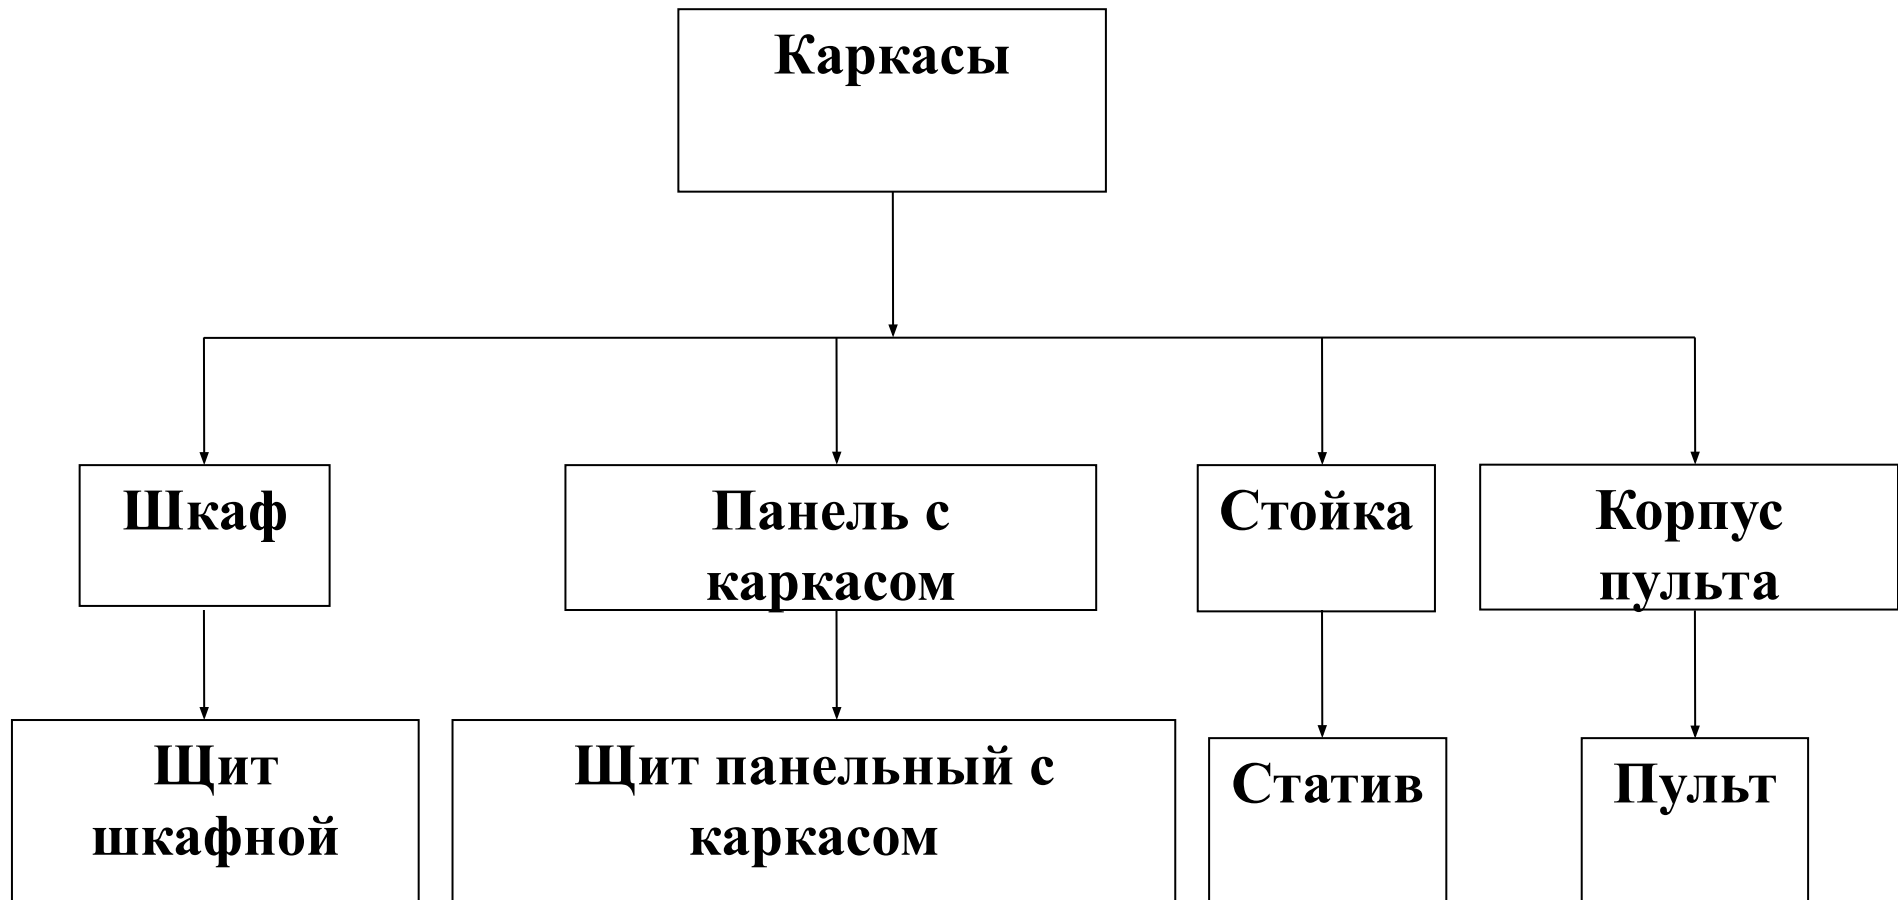 Каркасы
Шкаф
Панель с
каркасом
Стойка
Корпус
пульта
Щит
шкафной
Щит панельный с
каркасом
Статив
Пульт